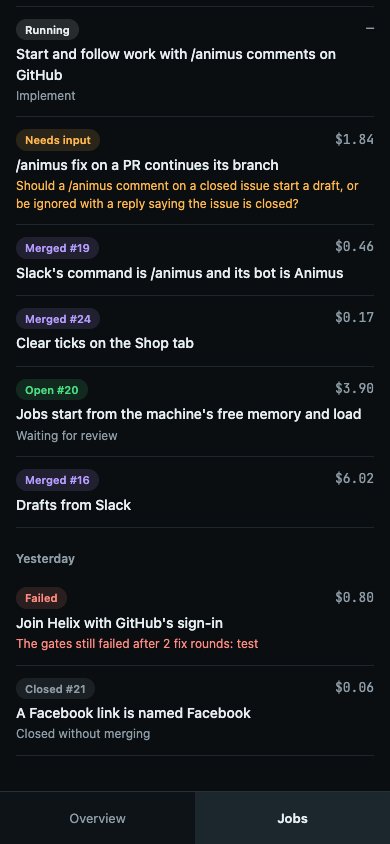 Running
—
Start and follow work with /animus comments on
GitHub
Implement
Needs input
$1.84
/animus fix on a PR continues its branch
Should a /animus comment on a closed issue start a draft, or
be ignored with a reply saying the issue is closed?
Merged #19
$0.46
Slack's command is /animus and its bot is Animus
Merged #24
$0.17
Clear ticks on the Shop tab
Open #20
$3.90
Jobs start from the machine's free memory and load
Waiting for review
Merged #16
$6.02
Drafts from Slack
Yesterday
Failed
$0.80
Join Helix with GitHub's sign-in
The gates still failed after 2 fix rounds: test
Closed #21
$0.06
A Facebook link is named Facebook
Closed without merging
Overview
Jobs